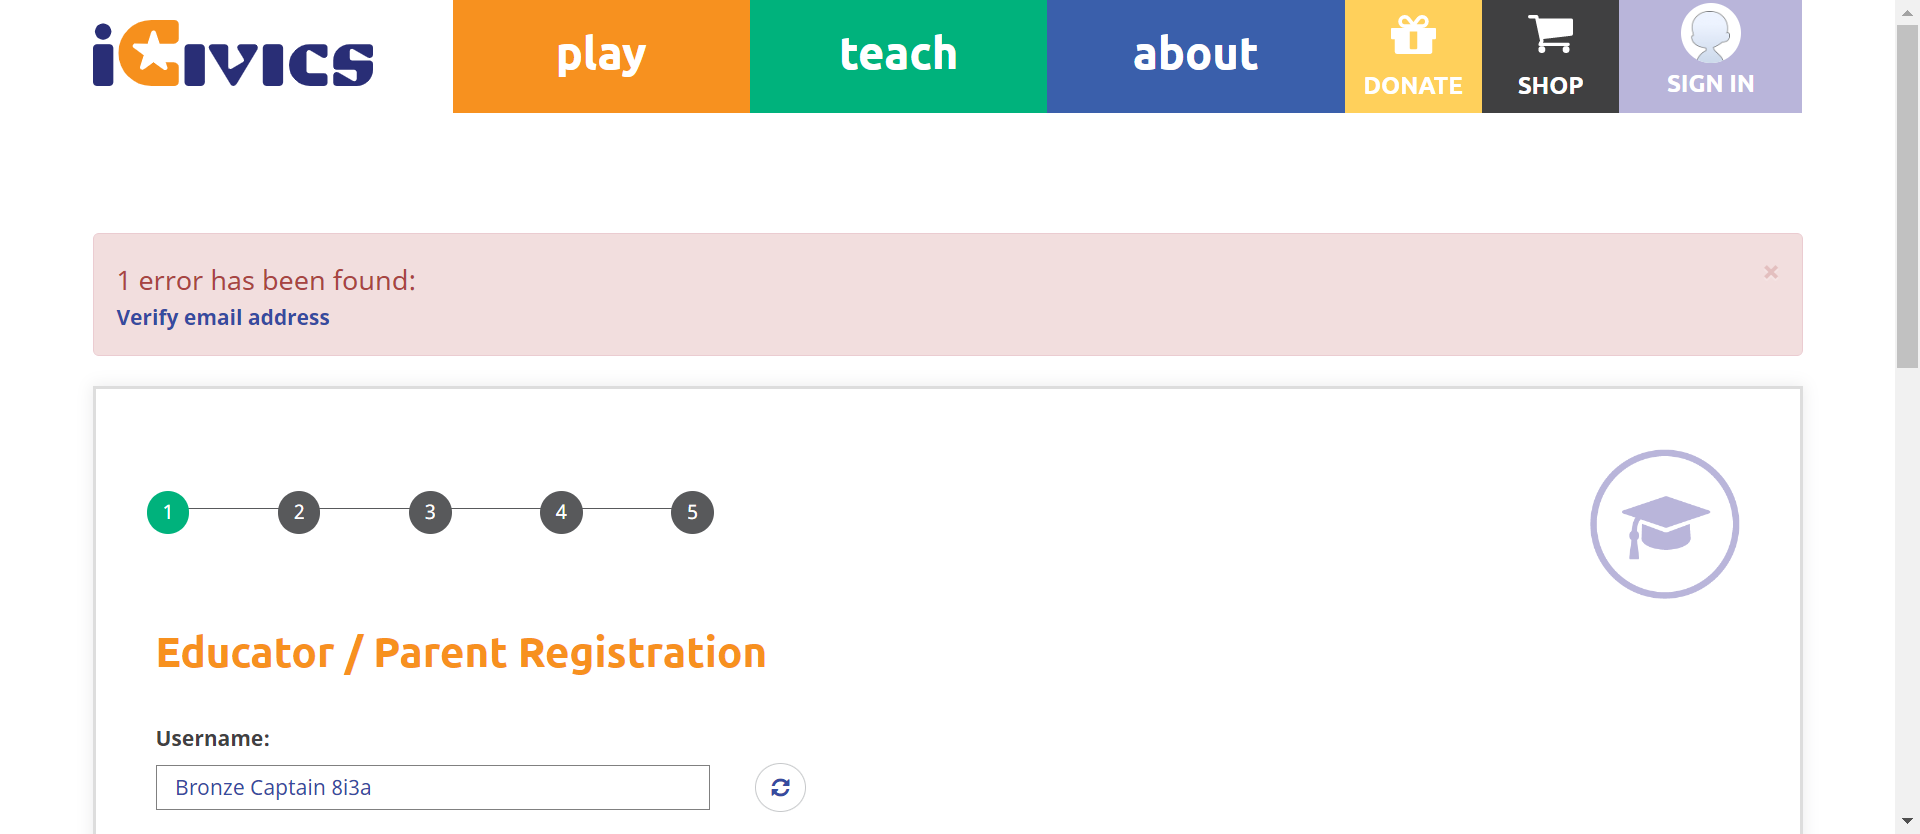 iCivics
play
teach
about
DONATE
SHOP
SIGN IN
1 error has been found:
×
Verify email address
1
2
3
4
5
Educator / Parent Registration
Username:
Bronze Captain 8i3a